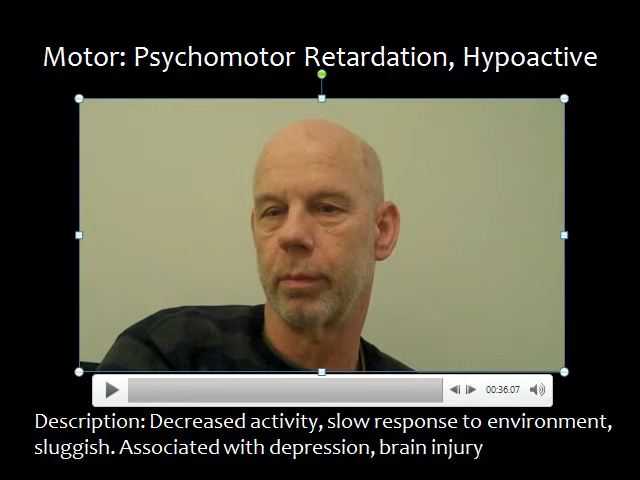 Motor: Psychomotor Retardation, Hypoactive
00:36.07
Description: Decreased activity, slow response to environment,
sluggish. Associated with depression, brain injury